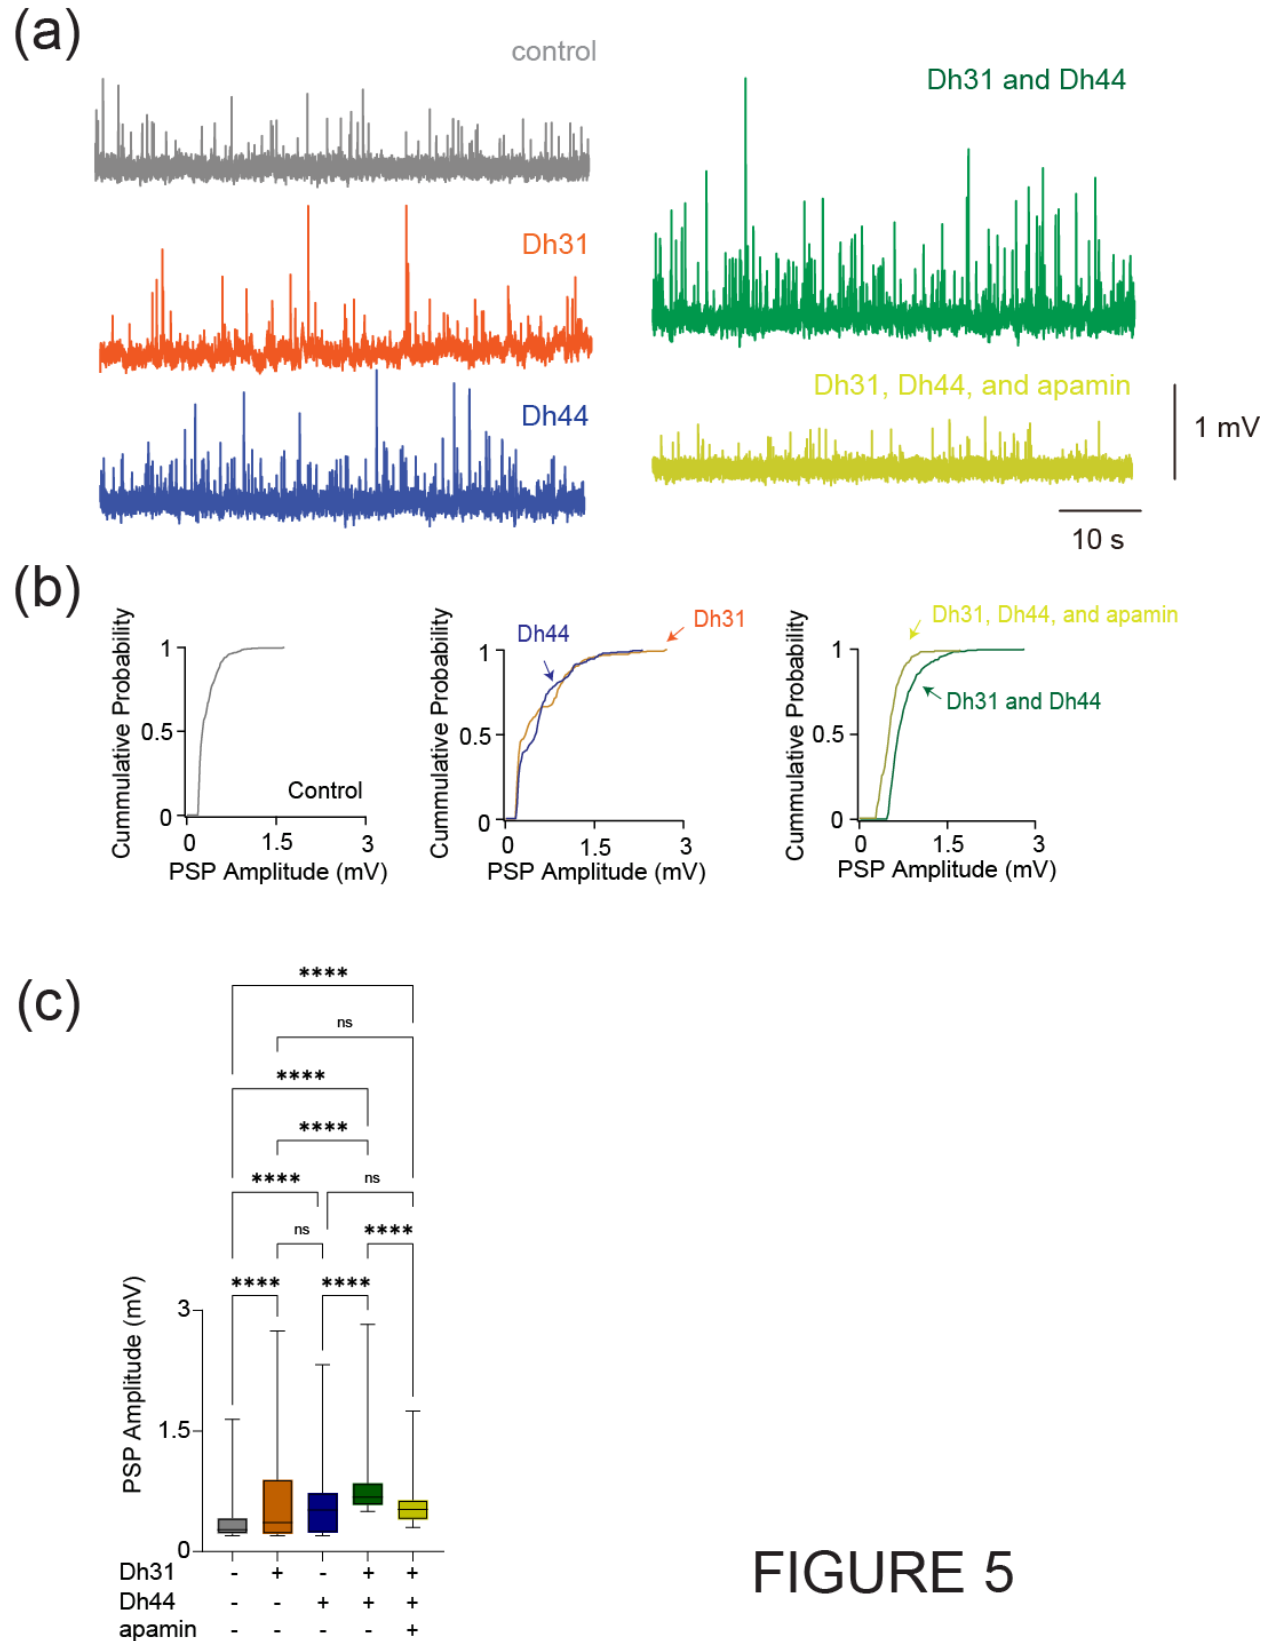 (a)
control
Dh31 and Dh44
Dh31
Dh44
Dh31, Dh44, and apamin
1 mV
10 s
(b)
Cummulative Probability
1
0.5
0
Control
0
1.5
3
PSP Amplitude (mV)
Cummulative Probability
Dh44
Dh31
1
0.5
0
0
1.5
3
PSP Amplitude (mV)
Cummulative Probability
Dh31, Dh44, and apamin
Dh31 and Dh44
1
0.5
0
0
1.5
3
PSP Amplitude (mV)
(c)
****
ns
****
****
**** ns
ns ****
**** ****
PSP Amplitude (mV)
3
1.5
0
Dh31 - + - + +
Dh44 - - + + +
apamin - - - - +
FIGURE 5